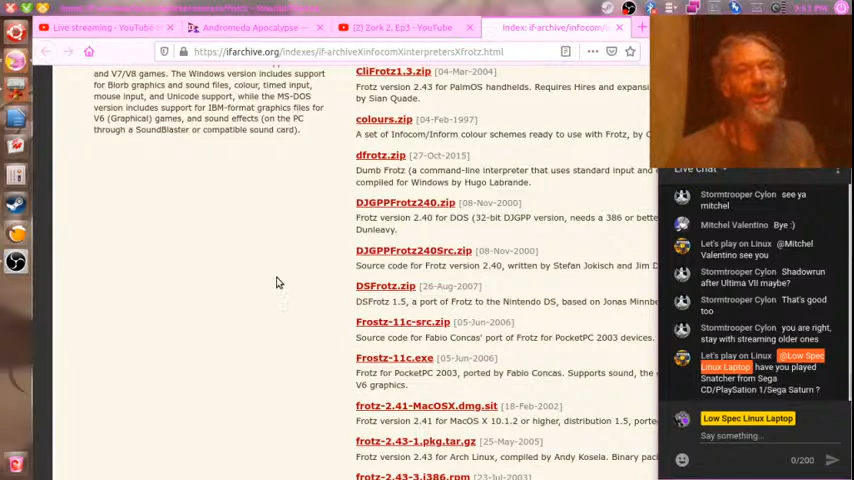 3:53 PM
Live streaming - YouTube
Andromeda Apocalypse —
(2) Zork 2. Ep3 - YouTube
Index: if-archive/infocom/
https://ifarchive.org/indexes/if-archiveXinfocomXinterpretersXfrotz.html
and V7/V8 games. The Windows version includes support
for Blorb graphics and sound files, colour, timed input,
mouse input, and Unicode support, while the MS-DOS
version includes support for IBM-format graphics files for
V6 (Graphical) games, and sound effects (on the PC
through a SoundBlaster or compatible sound card).
CliFrotz1.3.zip [04-Mar-2004]
Frotz version 2.43 for PalmOS handhelds. Requires Hires and expansi
by Sian Quade.
colours.zip [04-Feb-1997]
A set of Infocom/Inform colour schemes ready to use with Frotz, by C
dfrotz.zip [27-Oct-2015]
Dumb Frotz (a command-line interpreter that uses standard input and
compiled for Windows by Hugo Labrande.
DJGPPFrotz240.zip [08-Nov-2000]
Frotz version 2.40 for DOS (32-bit DJGPP version, needs a 386 or bette
Dunleavy.
DJGPPFrotz240Src.zip [08-Nov-2000]
Source code for Frotz version 2.40, written by Stefan Jokisch and Jim D
DSFrotz.zip [26-Aug-2007]
DSFrotz 1.5, a port of Frotz to the Nintendo DS, based on Jonas Minnbe
Frostz-11c-src.zip [05-Jun-2006]
Source code for Fabio Concas' port of Frotz for PocketPC 2003 devices.
Frostz-11c.exe [05-Jun-2006]
Frotz for PocketPC 2003, ported by Fabio Concas. Supports sound, the
V6 graphics.
frotz-2.41-MacOSX.dmg.sit [18-Feb-2002]
Frotz version 2.41 for MacOS X 10.1.2 or higher, distribution 1.5, porte
frotz-2.43-1.pkg.tar.gz [25-May-2005]
Frotz version 2.43 for Arch Linux, compiled by Andy Kosela. Binary pack
frotz-2.43-3.i386.rpm [23-Jul-2003]
Live chat
Stormtrooper Cylon see ya
mitchel
Mitchel Valentino Bye :)
Let's play on Linux @Mitchel
Valentino see you
Stormtrooper Cylon Shadowrun
after Ultima VII maybe?
Stormtrooper Cylon That's good
too
Stormtrooper Cylon you are right,
stay with streaming older ones
Let's play on Linux @Low Spec
Linux Laptop have you played
Snatcher from Sega
CD/PlaySation 1/Sega Saturn ?
Low Spec Linux Laptop
Say something...
0/200